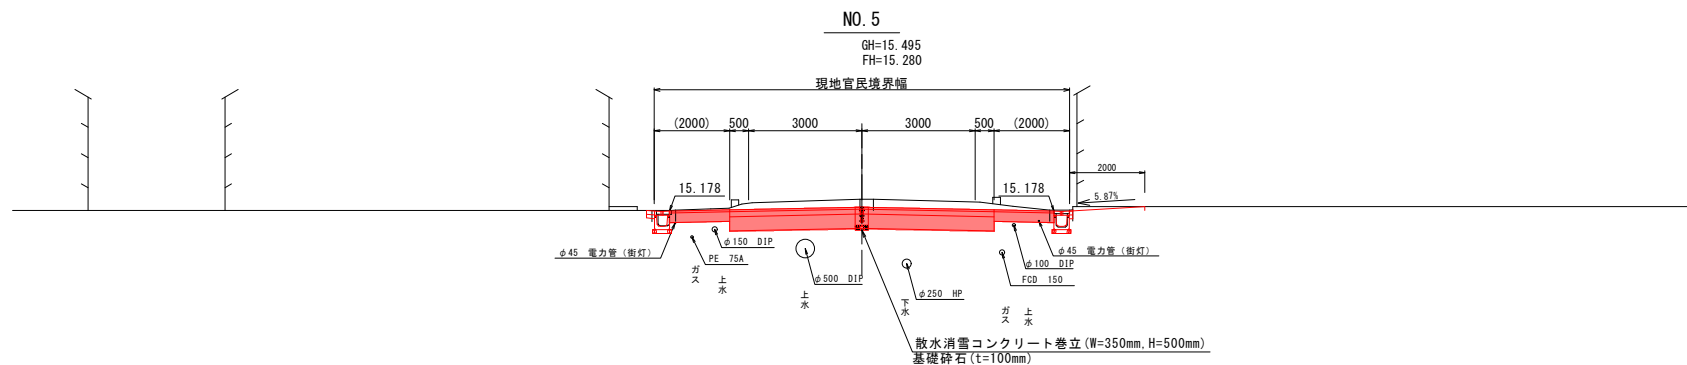 NO.5
GH=15.495
FH=15.280
現地官民境界幅
(2000) 500 3000 3000 500 (2000)
2000
15.178 15.178
5.87%
φ45 電力管(街灯)
φ150 DIP
PE 75A
ガス
上水
φ500 DIP
上水
φ250 HP
下水
φ45 電力管(街灯)
φ100 DIP
FCD 150
ガス
上水
散水消雪コンクリート巻立(W=350mm,H=500mm)
基礎砕石(t=100mm)